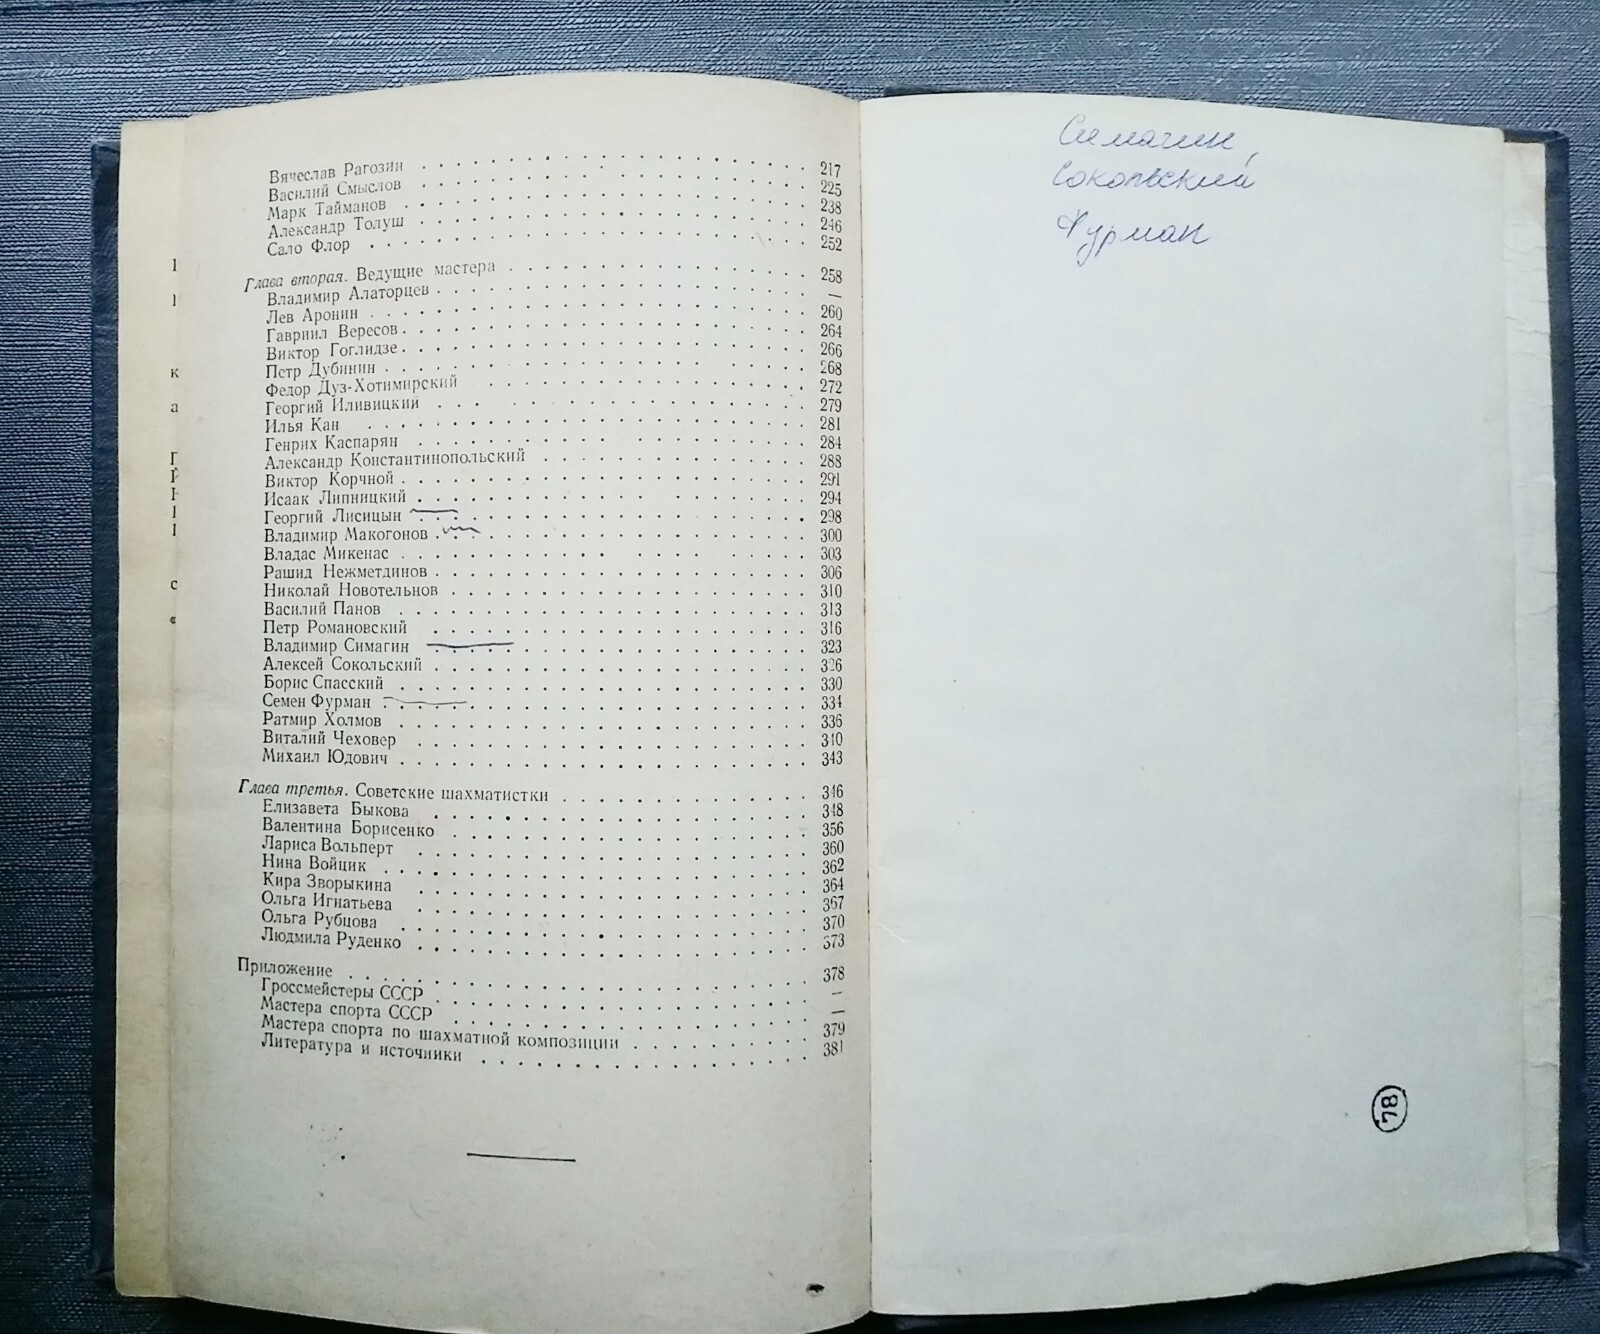 Вячеслав Рагозин . . . 217
Василий Смыслов . . . 225
Марк Тайманов . . . 238
Александр Толуш . . . 246
Сало Флор . . . 252
Глава вторая. Ведущие мастера . . . 258
Владимир Алаторцев . . . —
Лев Аронин . . . 260
Гавриил Вересов . . . 264
Виктор Гоглидзе . . . 266
Петр Дубинин . . . 268
Федор Дуз-Хотимирский . . . 272
Георгий Иливицкий . . . 279
Илья Кан . . . 281
Генрих Каспарян . . . 284
Александр Константинопольский . . . 288
Виктор Корчной . . . 291
Исаак Липницкий . . . 294
Георгий Лисицын . . . 298
Владимир Макогонов . . . 300
Владас Микенас . . . 303
Рашид Нежметдинов . . . 306
Николай Новотельнов . . . 310
Василий Панов . . . 313
Петр Романовский . . . 316
Владимир Симагин . . . 323
Алексей Сокольский . . . 326
Борис Спасский . . . 330
Семен Фурман . . . 334
Ратмир Холмов . . . 336
Виталий Чеховер . . . 340
Михаил Юдович . . . 343
Глава третья. Советские шахматистки . . . 346
Елизавета Быкова . . . 348
Валентина Борисенко . . . 356
Лариса Вольперт . . . 360
Нина Войцик . . . 362
Кира Зворыкина . . . 364
Ольга Игнатьева . . . 367
Ольга Рубцова . . . 370
Людмила Руденко . . . 373
Приложение . . . 378
Гроссмейстеры СССР . . . —
Мастера спорта СССР . . . —
Мастера спорта по шахматной композиции . . . 379
Литература и источники . . . 381
Симагин,
Сокольский
Фурман
78